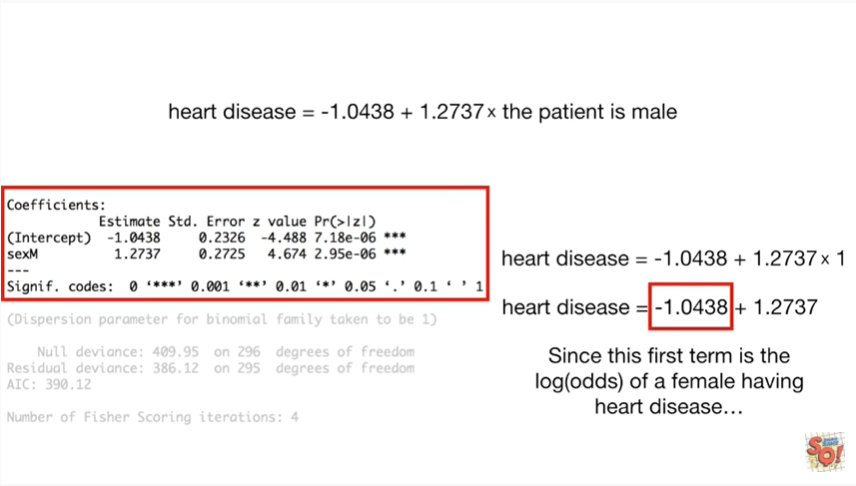 heart disease = -1.0438 + 1.2737 x the patient is male
Coefficients:
Estimate Std. Error z value Pr(>|z|)
(Intercept) -1.0438 0.2326 -4.488 7.18e-06 ***
sexM 1.2737 0.2725 4.674 2.95e-06 ***
---
Signif. codes: 0 ‘***’ 0.001 ‘**’ 0.01 ‘*’ 0.05 ‘.’ 0.1 ‘ ’ 1
(Dispersion parameter for binomial family taken to be 1)
Null deviance: 409.95 on 296 degrees of freedom
Residual deviance: 386.12 on 295 degrees of freedom
AIC: 390.12
Number of Fisher Scoring iterations: 4
heart disease = -1.0438 + 1.2737 x 1
heart disease = -1.0438 + 1.2737
Since this first term is the
log(odds) of a female having
heart disease…
SQ!